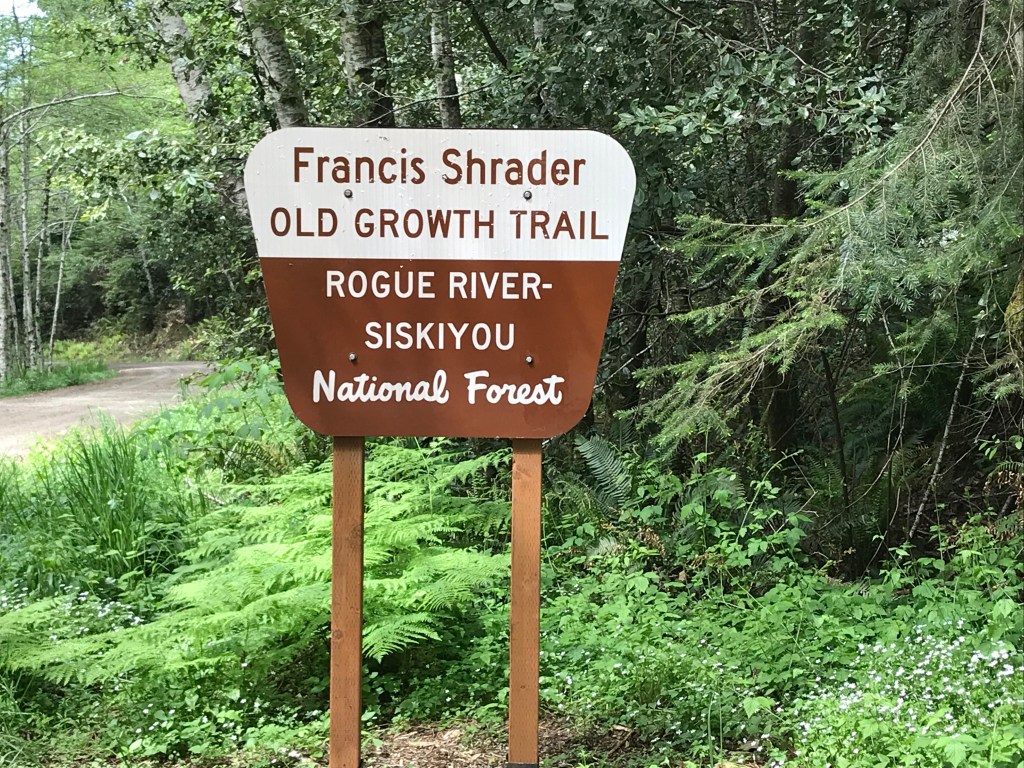 Francis Shrader
OLD GROWTH TRAIL
ROGUE RIVER-
SISKIYOU
National Forest